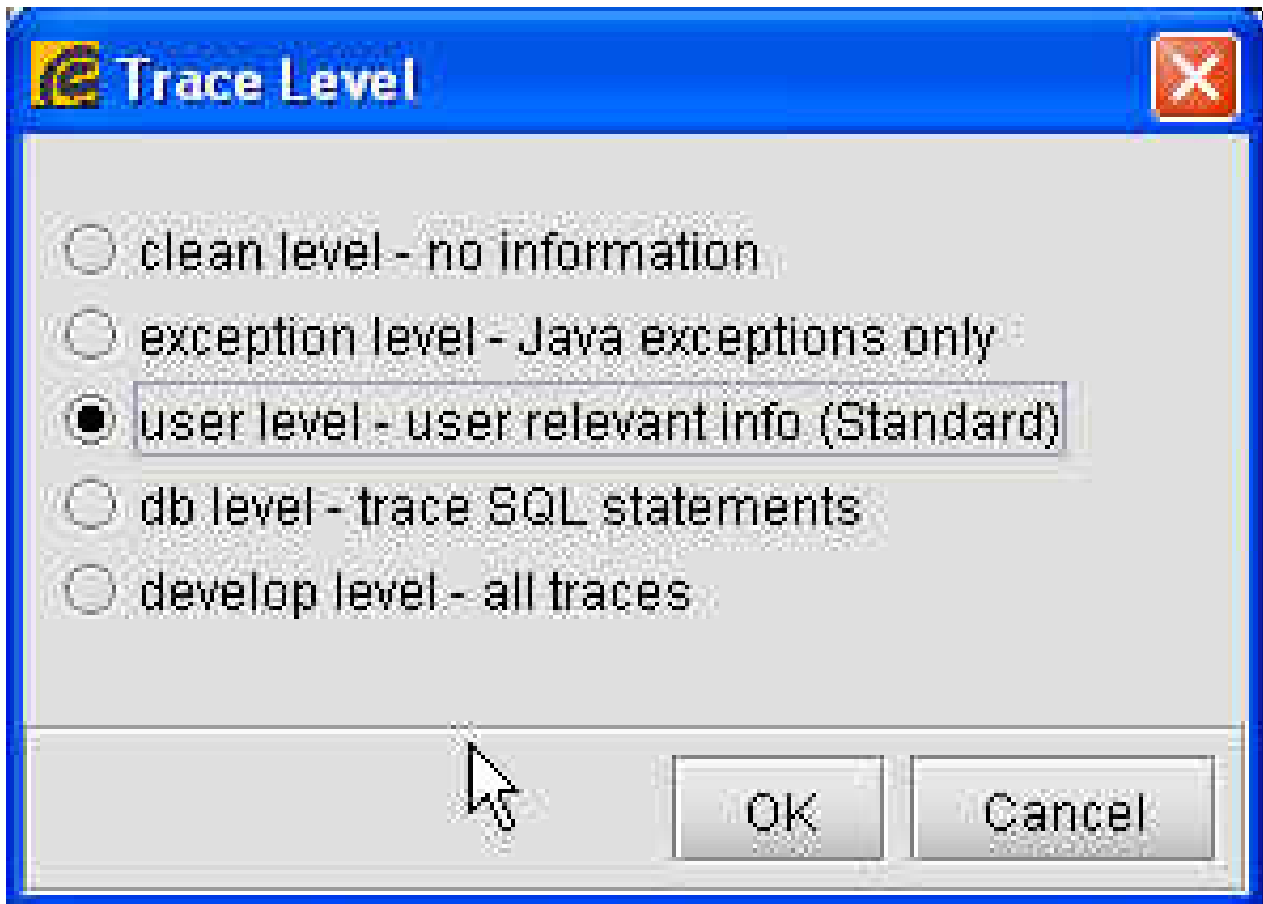 Trace Level
clean level - no information
exception level - Java exceptions only
user level - user relevant info (Standard)
db level - trace SQL statements
develop level - all traces
OK
Cancel